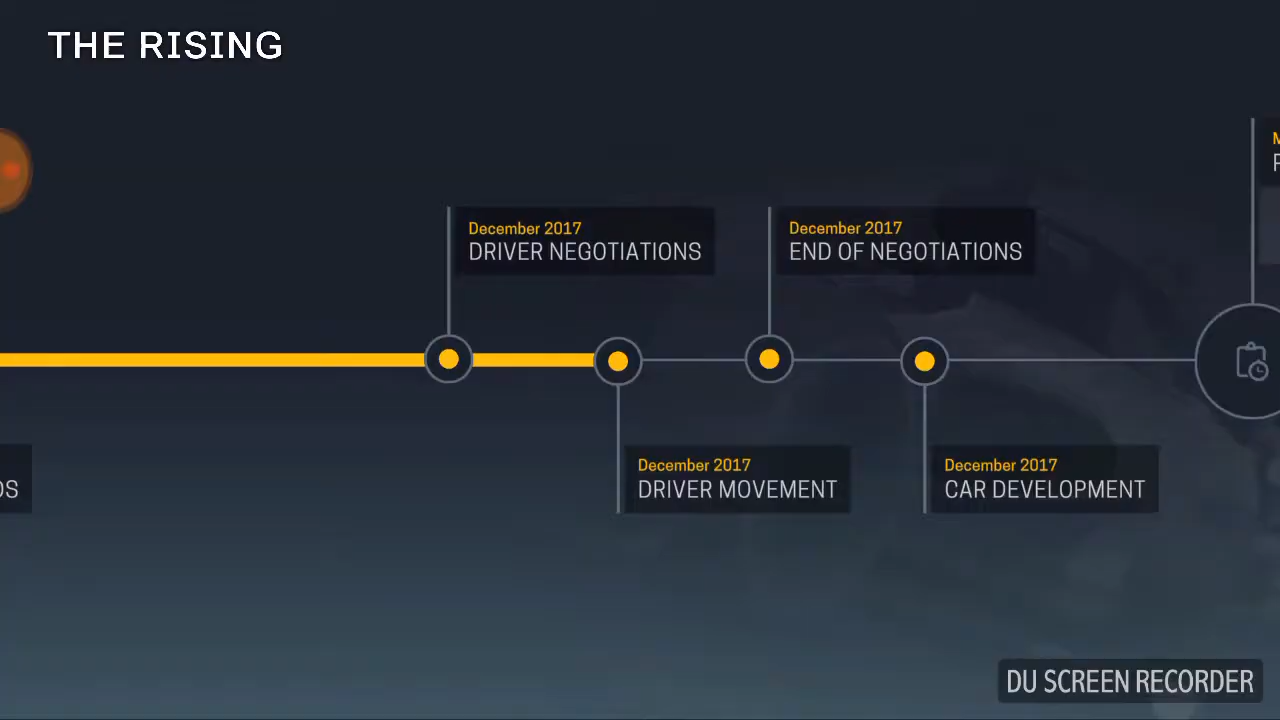 THE RISING
December 2017
DRIVER NEGOTIATIONS
December 2017
END OF NEGOTIATIONS
December 2017
DRIVER MOVEMENT
December 2017
CAR DEVELOPMENT
DU SCREEN RECORDER